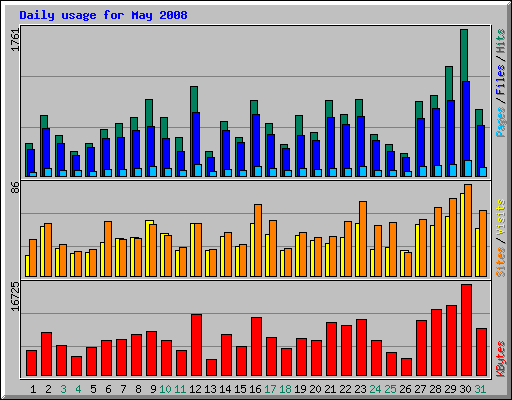 Daily usage for May 2008
1761
Pages / Files / Hits
86
Sites / Visits
16725
KBytes
1 2 3 4 5 6 7 8 9 10 11 12 13 14 15 16 17 18 19 20 21 22 23 24 25 26 27 28 29 30 31